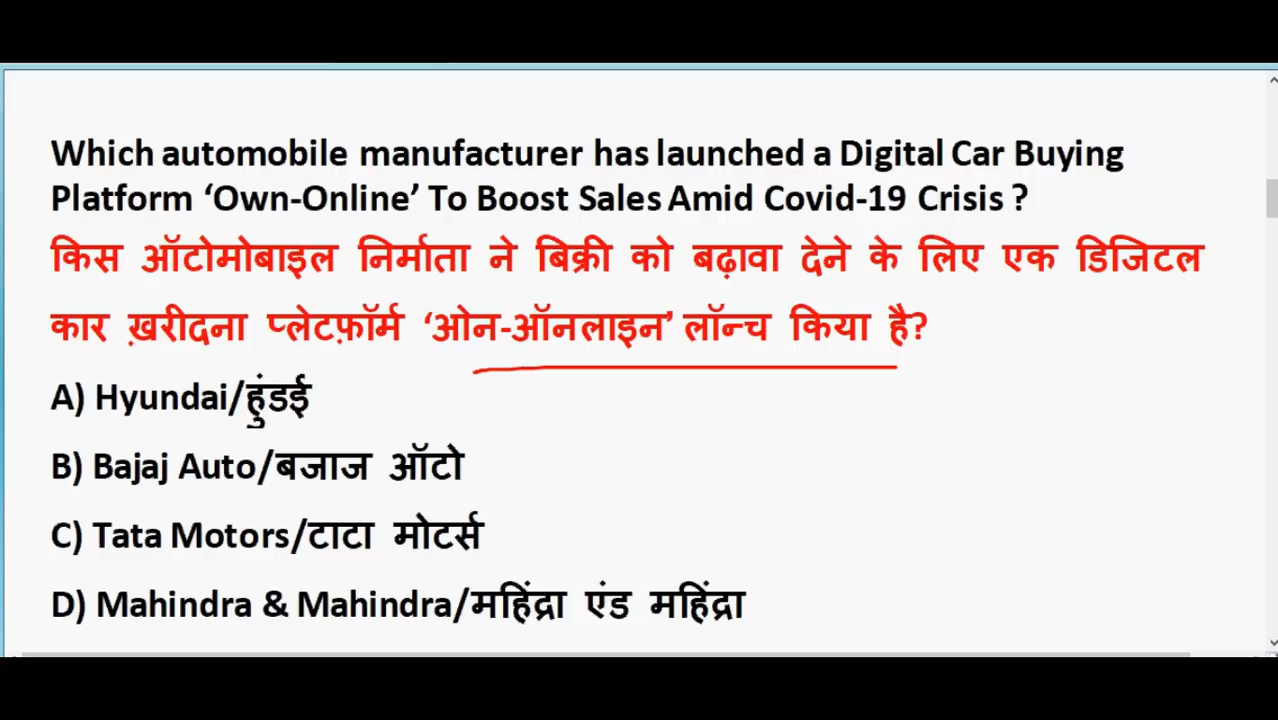 Which automobile manufacturer has launched a Digital Car Buying
Platform ‘Own-Online’ To Boost Sales Amid Covid-19 Crisis ?
किस ऑटोमोबाइल निर्माता ने बिक्री को बढ़ावा देने के लिए एक डिजिटल
कार ख़रीदना प्लेटफ़ॉर्म ‘ओन-ऑनलाइन’ लॉन्च किया है?
A) Hyundai/हुंडई
B) Bajaj Auto/बजाज ऑटो
C) Tata Motors/टाटा मोटर्स
D) Mahindra & Mahindra/महिंद्रा एंड महिंद्रा